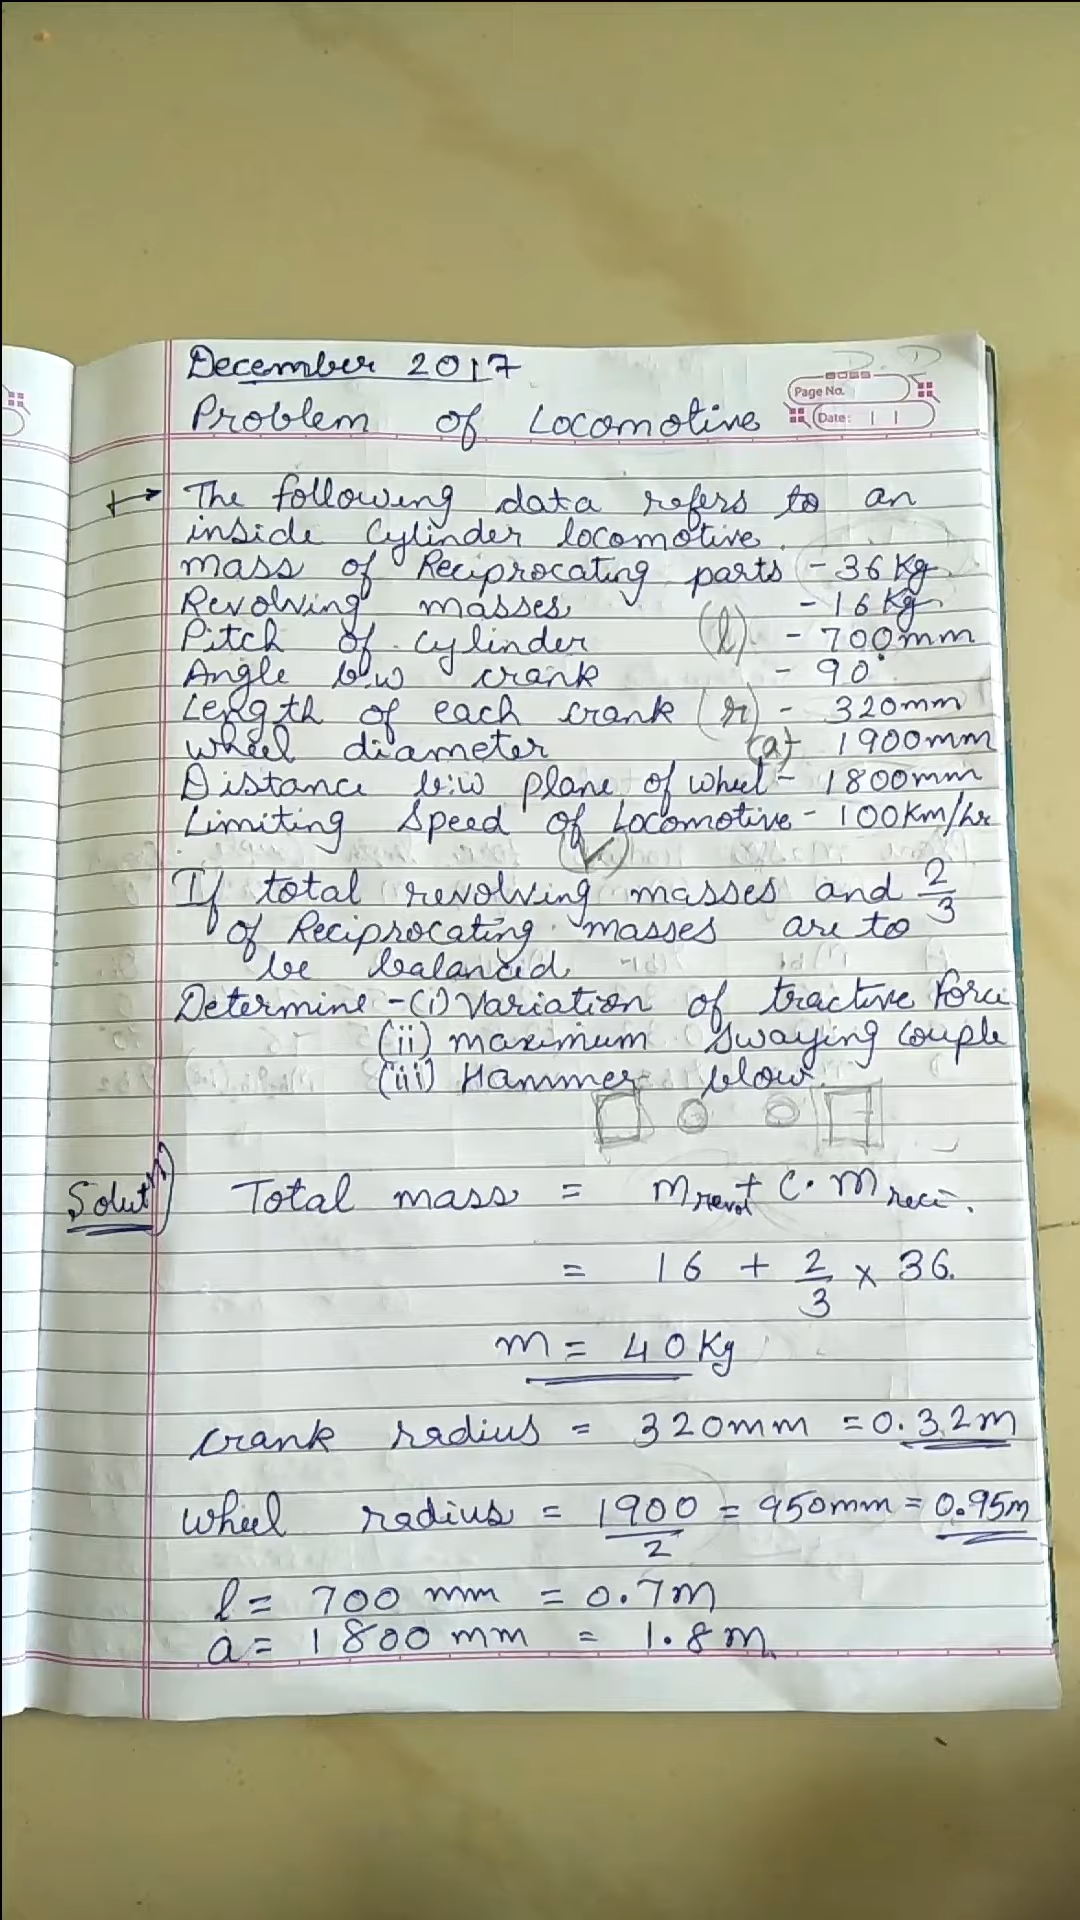 December 2017
Page No.
Problem of Locomotive
Date:
→ The following data refers to an
inside Cylinder locomotive.
mass of Reciprocating parts - 36 Kg
Revolving masses - 16 Kg
Pitch of Cylinder (l) - 700mm
Angle b/w crank - 90°
Length of each crank (r) - 320mm
wheel diameter (a) 1900mm
Distance b/w plane of wheel - 1800mm
Limiting Speed of Locomotive - 100Km/hr
If total revolving masses and 2/3
of Reciprocating masses are to
be balanced
Determine - (i) Variation of tractive Force
(ii) maximum Swaying Couple
(iii) Hammer blow.
Solutⁿ) Total mass = m revol + C. m reci.
= 16 + 2/3 × 36.
m = 40 Kg
crank radius = 320mm = 0.32m
wheel radius = 1900/2 = 950mm = 0.95m
l = 700 mm = 0.7m
a = 1800 mm = 1.8m